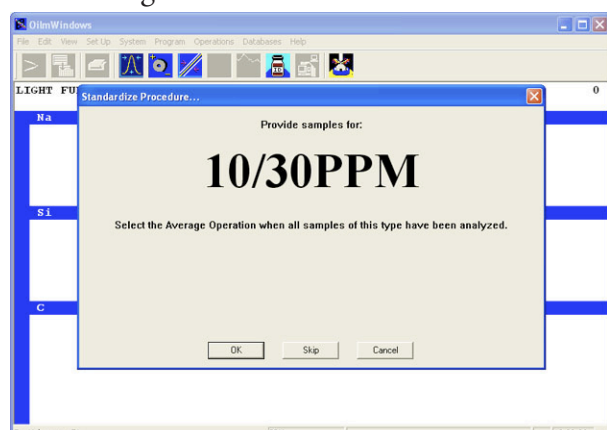 OilmWindows
File Edit View Set Up System Program Operations Databases Help
LIGHT FU
0
Standardize Procedure...
Provide samples for:
10/30PPM
Select the Average Operation when all samples of this type have been analyzed.
OK Skip Cancel
Na
Si
C